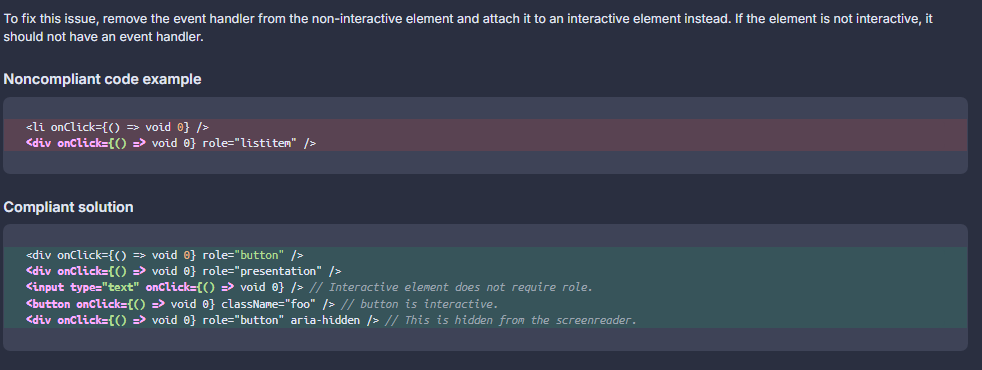 To fix this issue, remove the event handler from the non-interactive element and attach it to an interactive element instead. If the element is not interactive, it
should not have an event handler.
Noncompliant code example
<li onClick={() => void 0} />
<div onClick={() => void 0} role="listitem" />
Compliant solution
<div onClick={() => void 0} role="button" />
<div onClick={() => void 0} role="presentation" />
<input type="text" onClick={() => void 0} /> // Interactive element does not require role.
<button onClick={() => void 0} className="foo" /> // button is interactive.
<div onClick={() => void 0} role="button" aria-hidden /> // This is hidden from the screenreader.